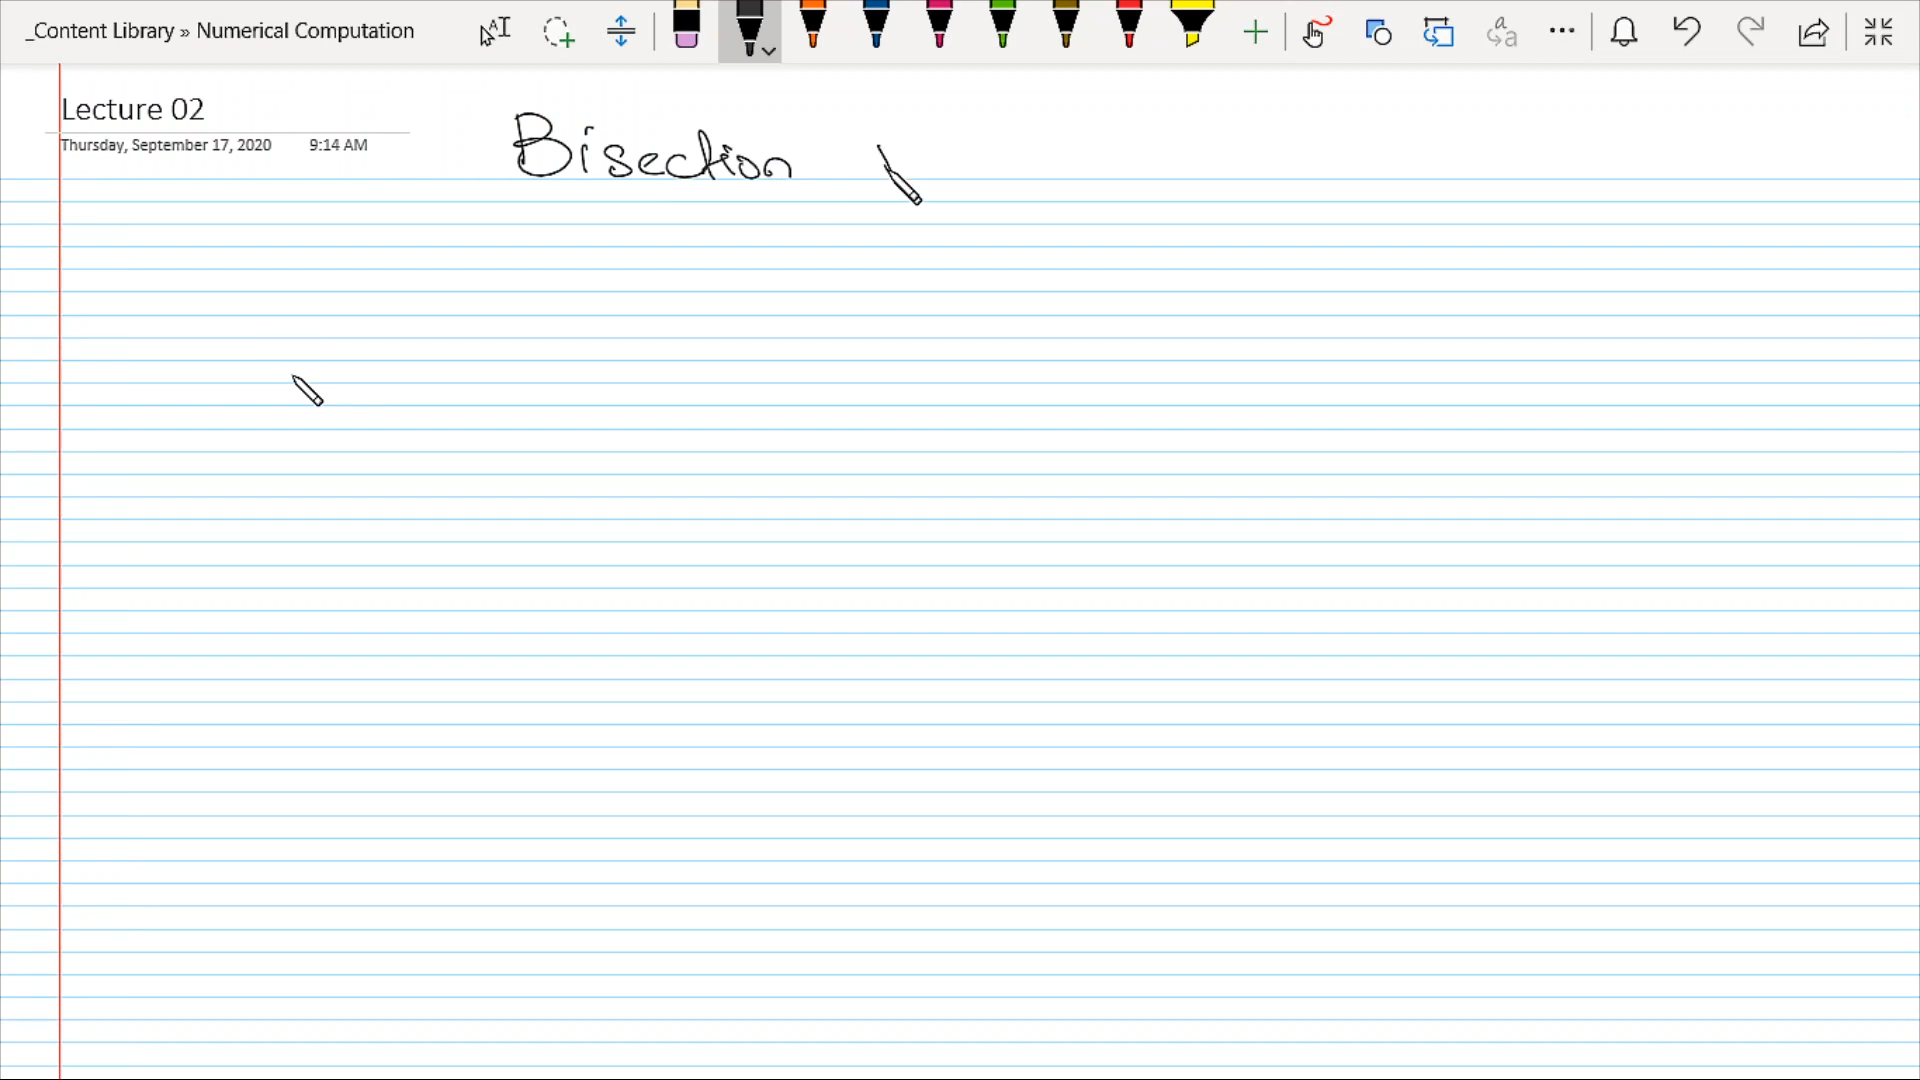 _Content Library » Numerical Computation
Lecture 02
Thursday, September 17, 2020 9:14 AM
Bisection